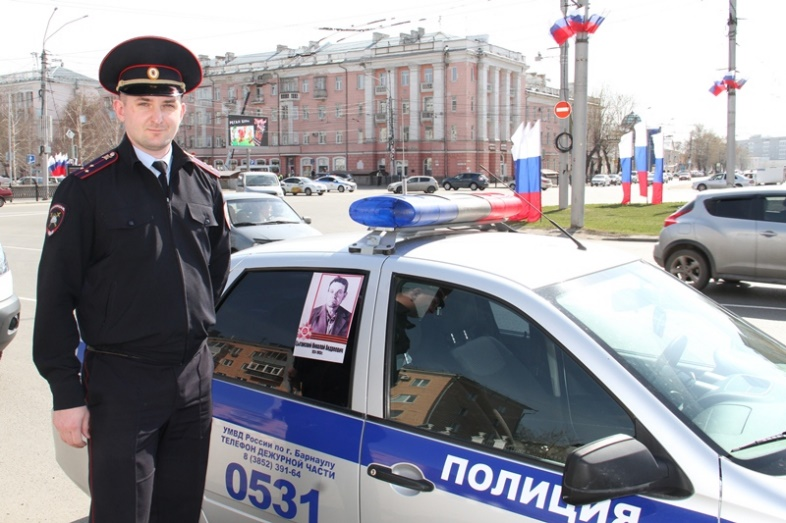 УМВД России по г. Барнаулу
ТЕЛЕФОН ДЕЖУРНОЙ ЧАСТИ
8 (3852) 391-64
0531
ПОЛИЦИЯ